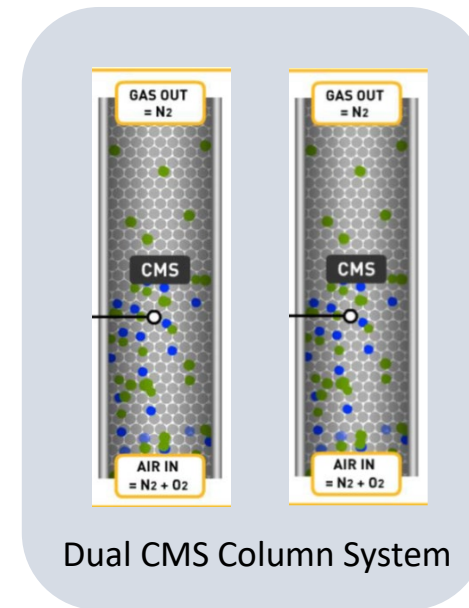 GAS OUT
= N2
GAS OUT
= N2
CMS
CMS
AIR IN
= N2 + O2
AIR IN
= N2 + O2
Dual CMS Column System